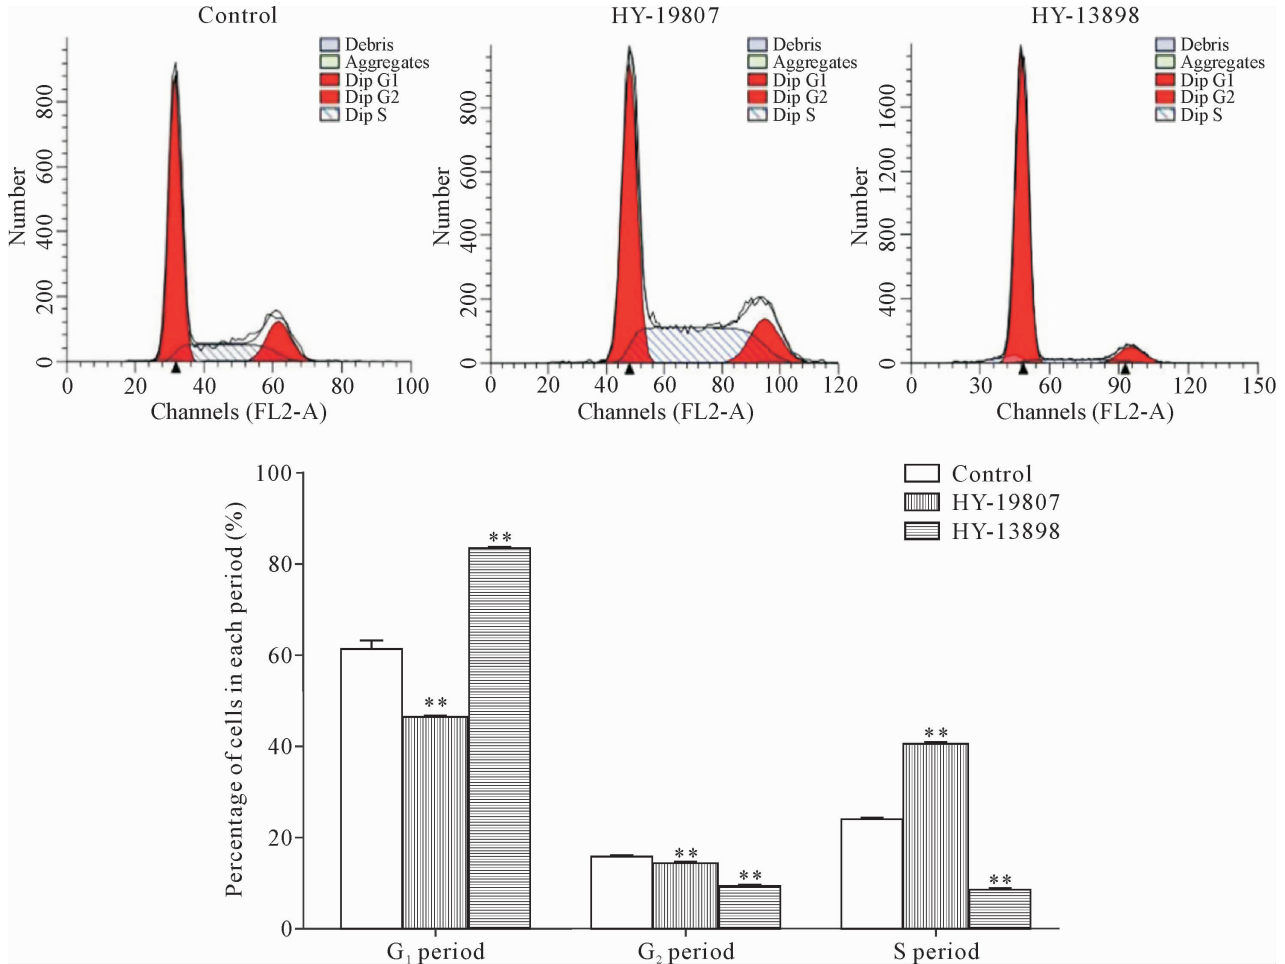 Control
Debris
Aggregates
Dip G1
Dip G2
Dip S
Number
800
600
400
200
0
0 20 40 60 80 100
Channels (FL2-A)
HY-19807
Debris
Aggregates
Dip G1
Dip G2
Dip S
Number
800
600
400
200
0
0 20 40 60 80 100 120
Channels (FL2-A)
HY-13898
Debris
Aggregates
Dip G1
Dip G2
Dip S
Number
1600
1200
800
400
0
0 30 60 90 120 150
Channels (FL2-A)
Percentage of cells in each period (%)
100
80
60
40
20
0
Control
HY-19807
HY-13898
**
**
**
**
**
**
G₁ period
G₂ period
S period